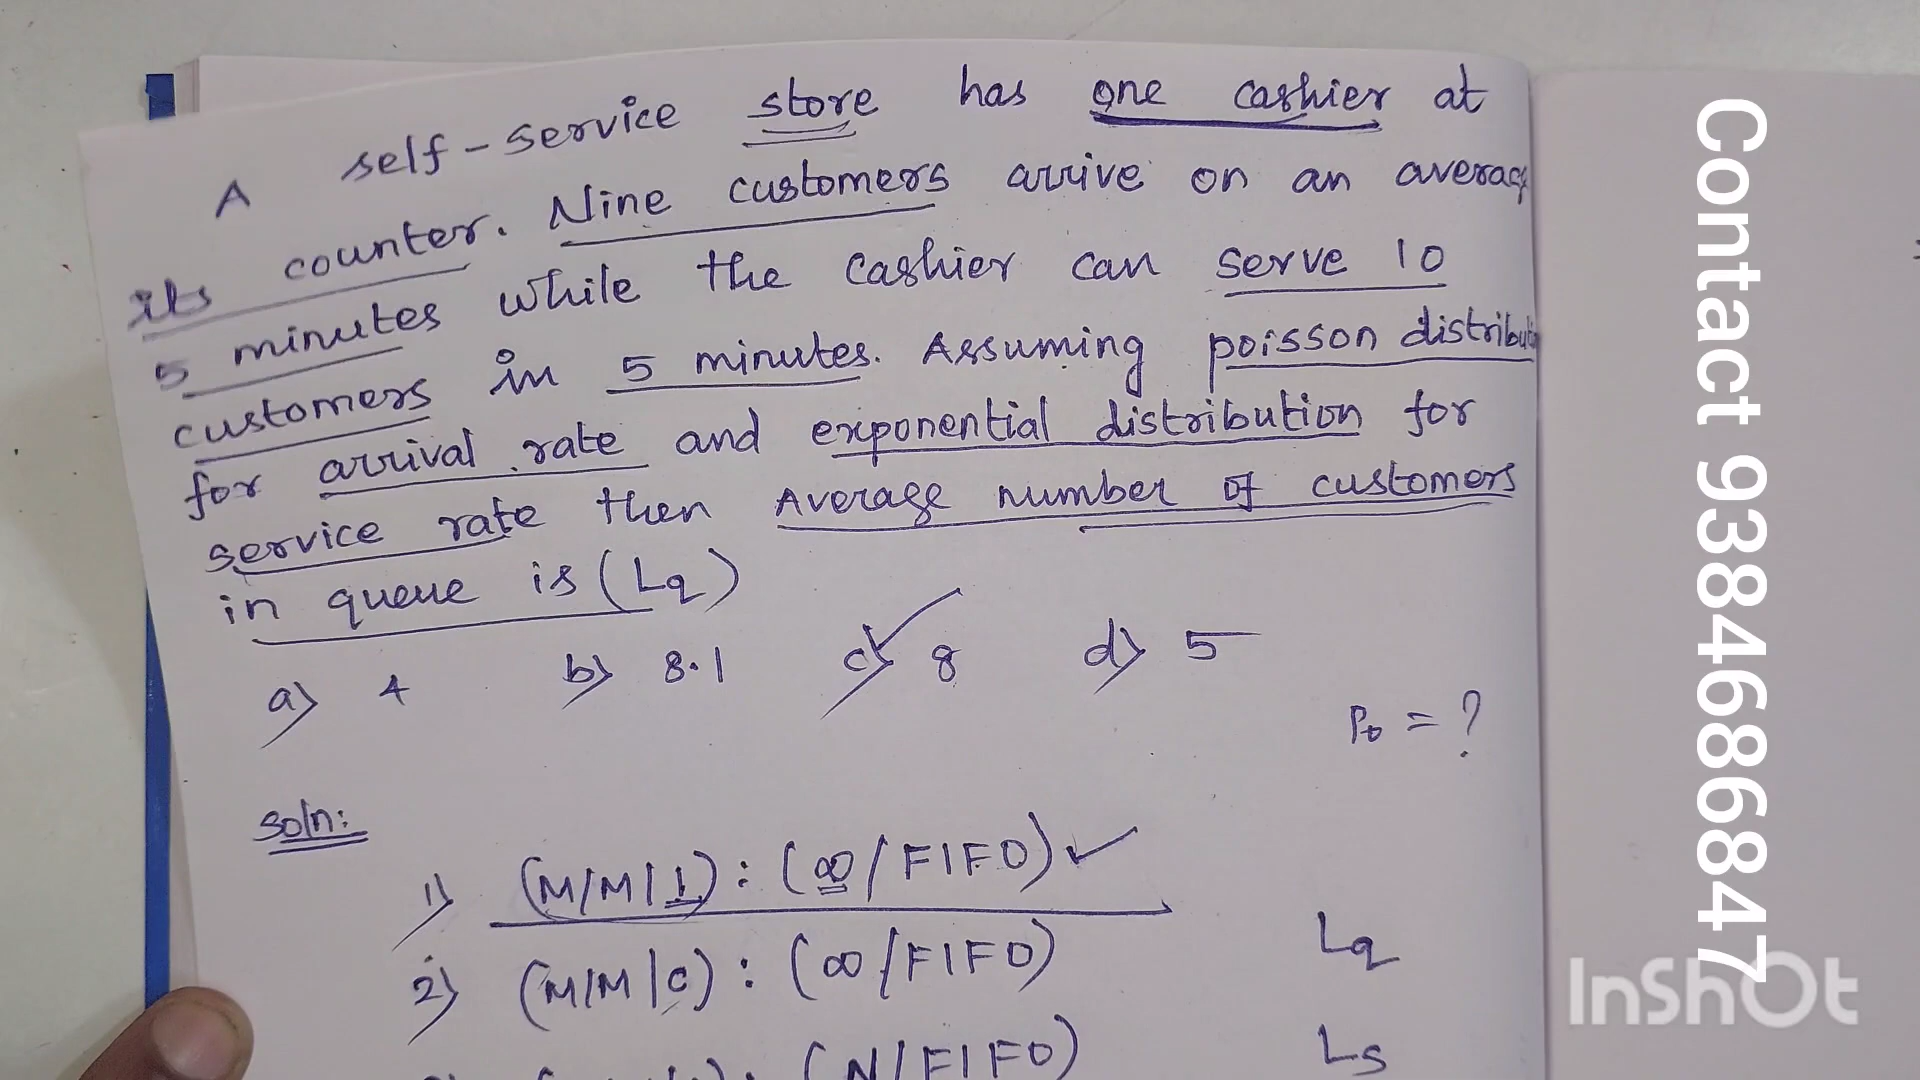 A self-service store has one cashier at
its counter. Nine customers arrive on an average
5 minutes while the cashier can serve 10
customers in 5 minutes. Assuming poisson distribu
for arrival rate and exponential distribution for
service rate then Average number of customers
in queue is (Lq)
a) 4 b) 8.1 c) 8 d) 5
P0 = ?
Soln:
1) (M/M/1) : (∞/FIFO) ✓
2) (M/M/C) : (∞/FIFO)
Lq
(N/FIFO)
Ls
Contact 9384686847
InShOt